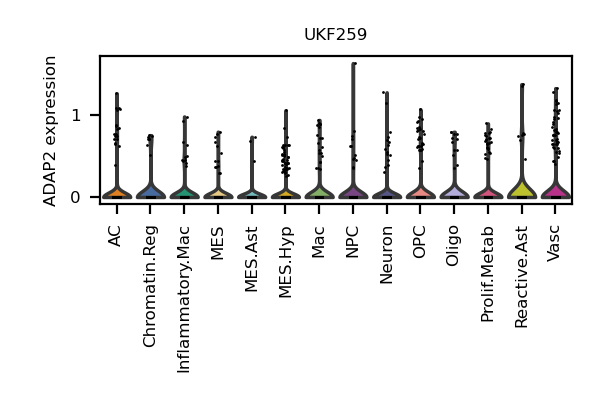 UKF259
ADAP2 expression
1
0
AC
Chromatin.Reg
Inflammatory.Mac
MES
MES.Ast
MES.Hyp
Mac
NPC
Neuron
OPC
Oligo
Prolif.Metab
Reactive.Ast
Vasc